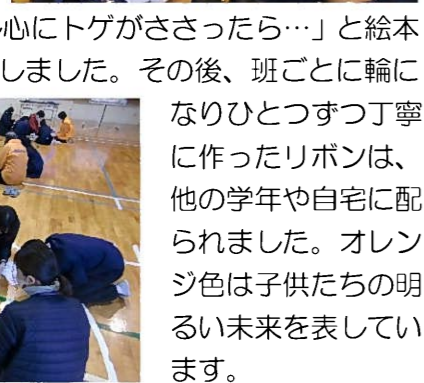 心にトゲがささったら…」と絵本
しました。その後、班ごとに輪に
なりひとつずつ丁寧
に作ったリボンは、
他の学年や自宅に配
られました。オレン
ジ色は子供たちの明
るい未来を表してい
ます。